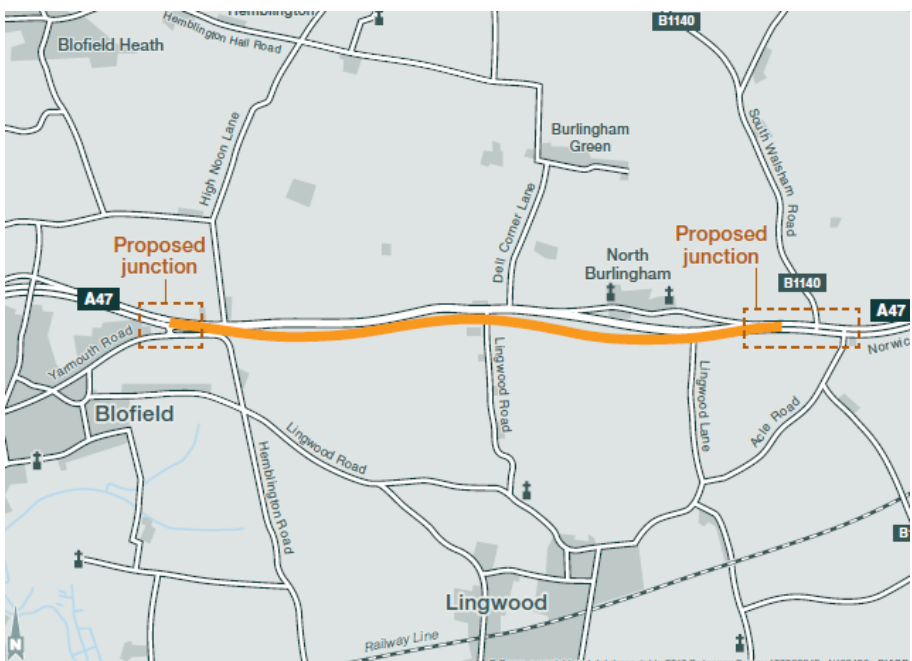 Hemblington
B1140
Blofield Heath
Hemblington Hall Road
High Noon Lane
Burlingham
Green
South Walsham Road
Dell Corner Lane
Proposed
junction
North
Burlingham
Proposed
junction
B1140
A47
A47
Yarmouth Road
Norwic
Lingwood Road
Lingwood Lane
Blofield
Acle Road
Lingwood Road
Hemblington Road
B1
Lingwood
Railway Line
N